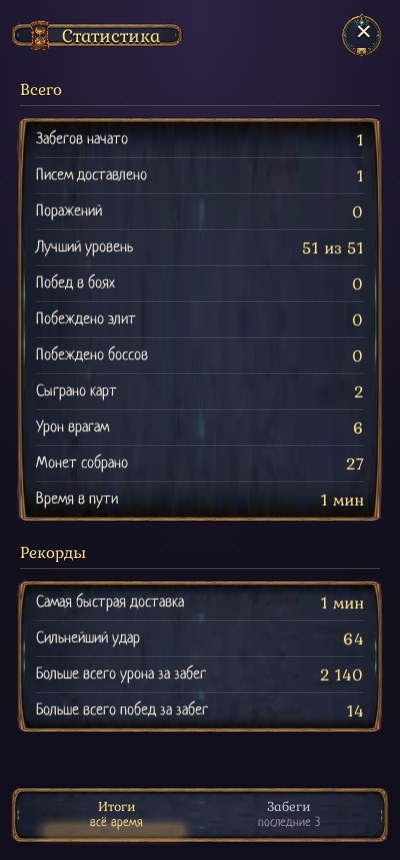 Статистика
Всего
Забегов начато 1
Писем доставлено 1
Поражений 0
Лучший уровень 51 из 51
Побед в боях 0
Побеждено элит 0
Побеждено боссов 0
Сыграно карт 2
Урон врагам 6
Монет собрано 27
Время в пути 1 мин
Рекорды
Самая быстрая доставка 1 мин
Сильнейший удар 64
Больше всего урона за забег 2 140
Больше всего побед за забег 14
Итоги Забеги
всё время последние 3